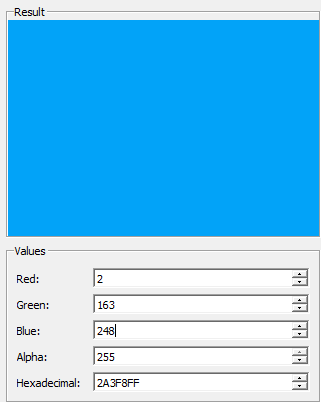 Result
Values
Red: 2
Green: 163
Blue: 248
Alpha: 255
Hexadecimal: 2A3F8FF